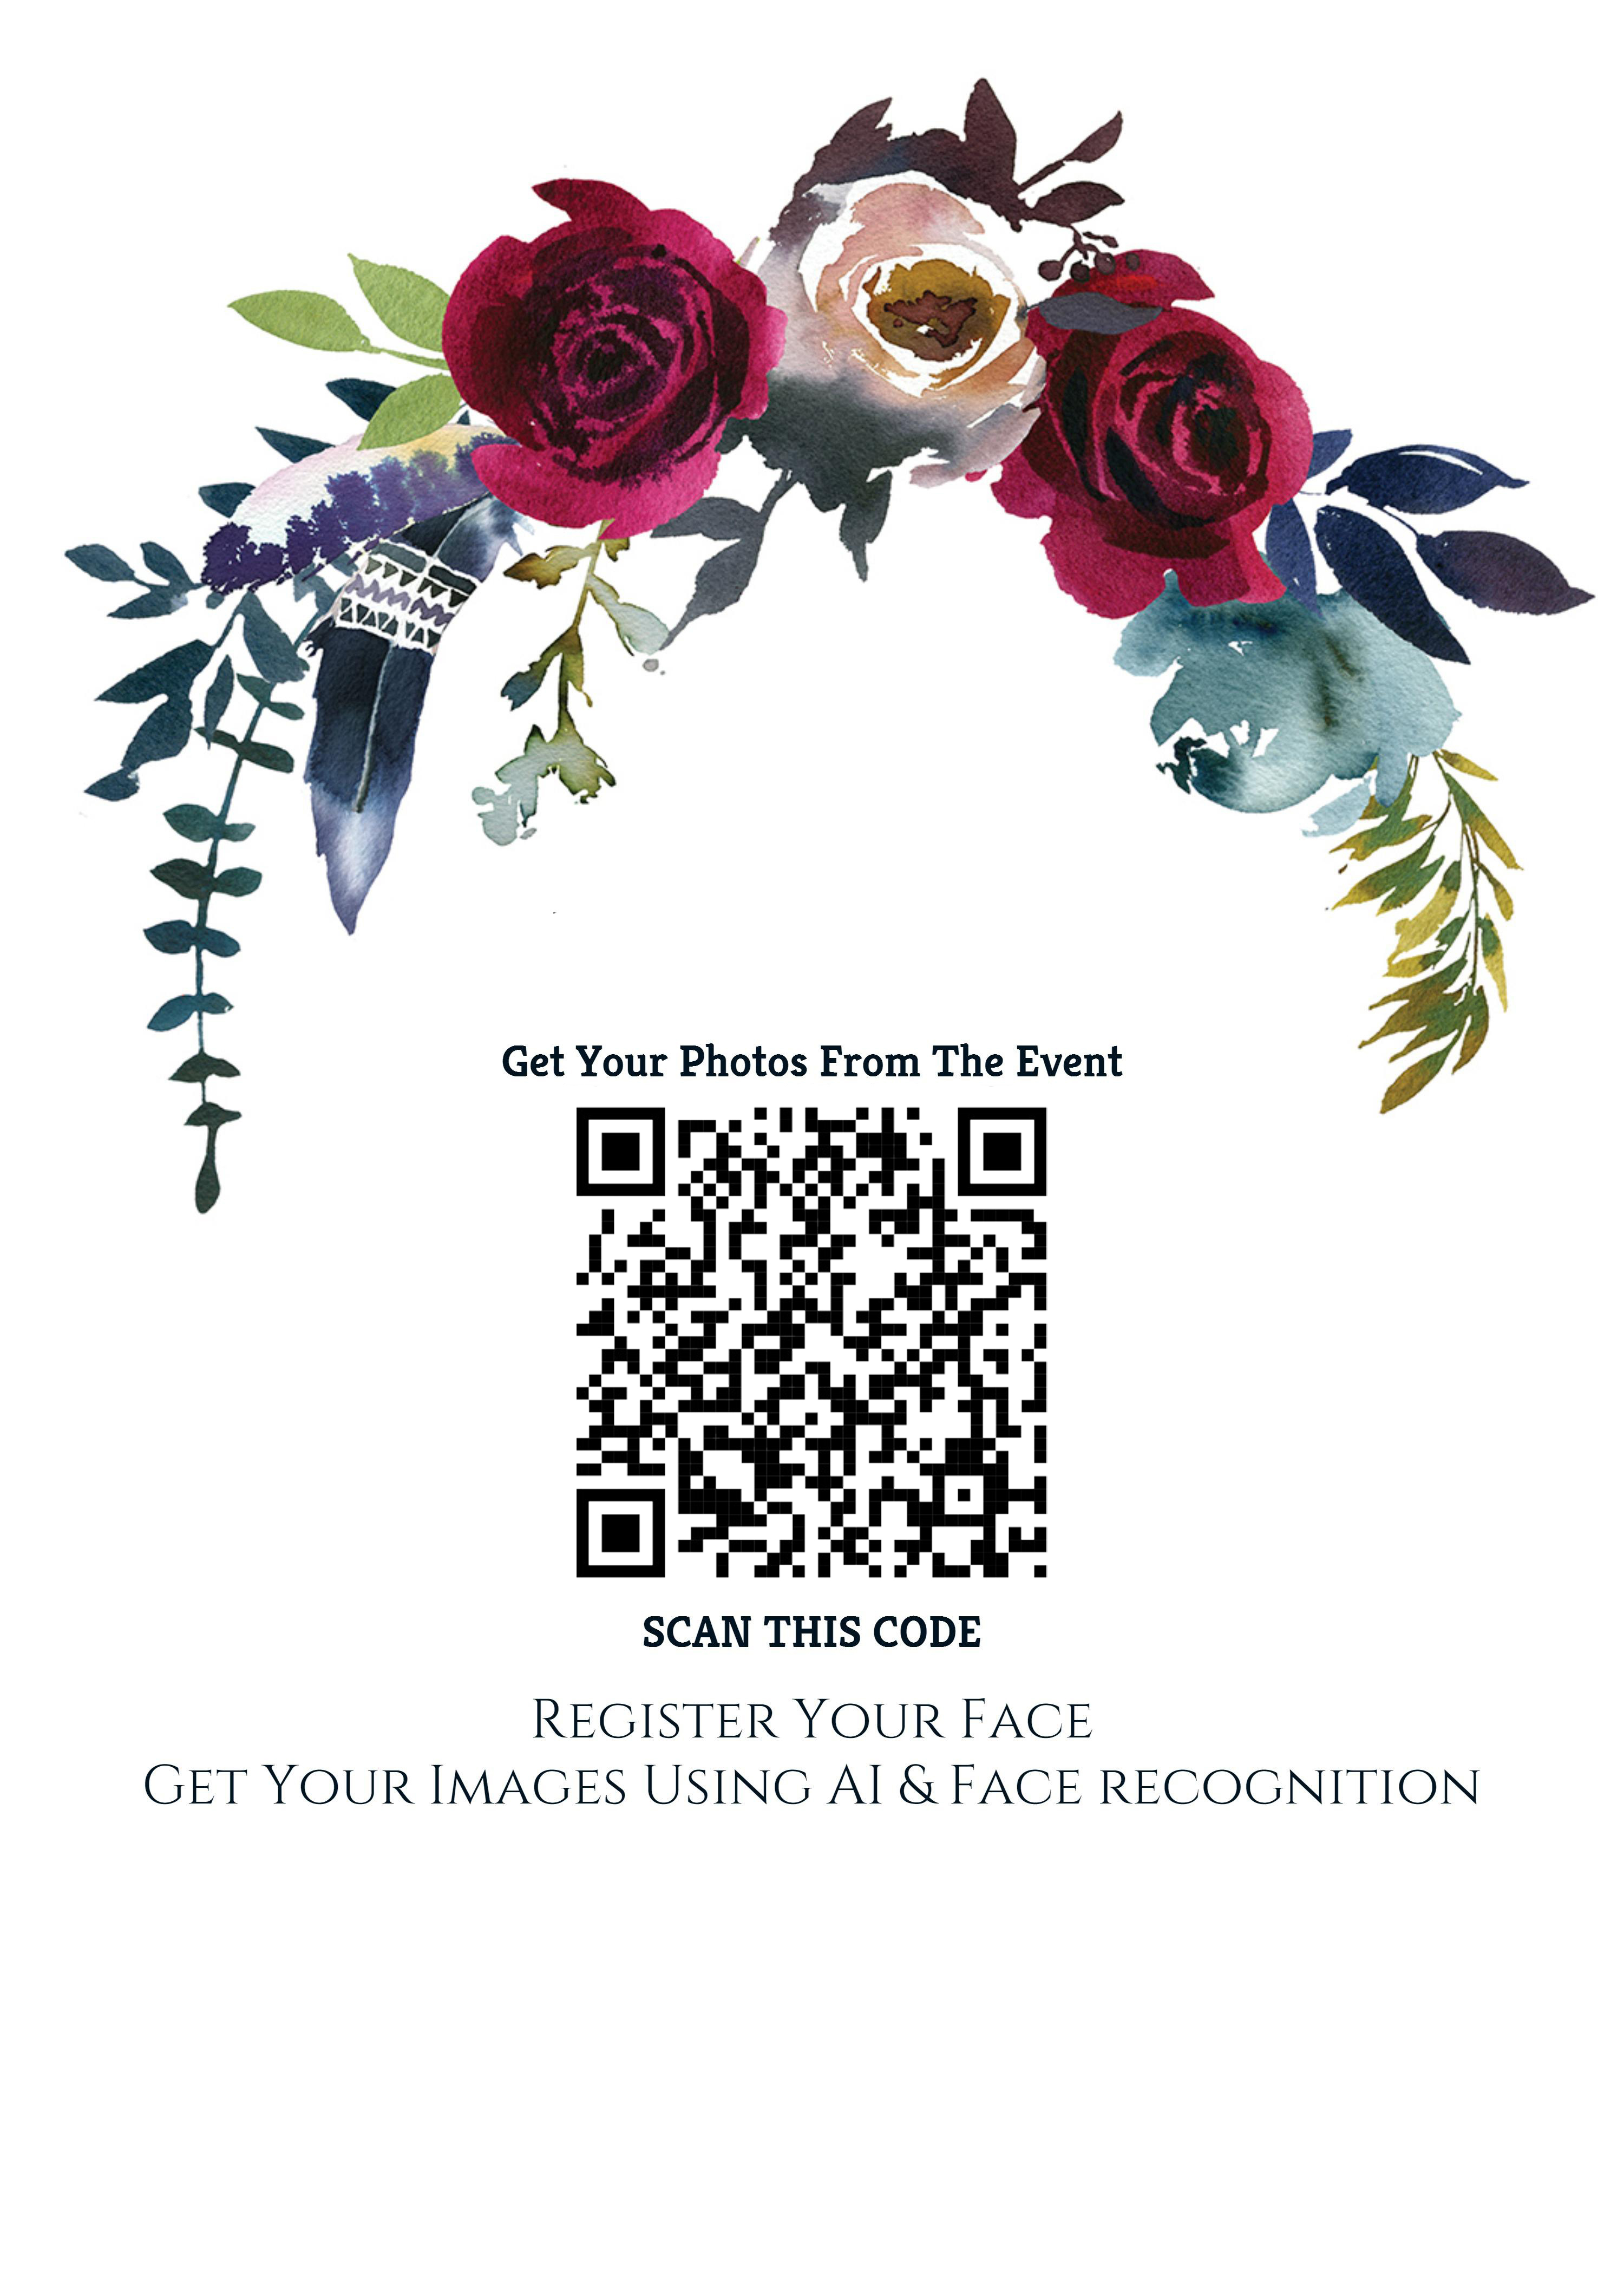 Get Your Photos From The Event
SCAN THIS CODE
Register Your Face
Get Your Images Using AI & Face recognition